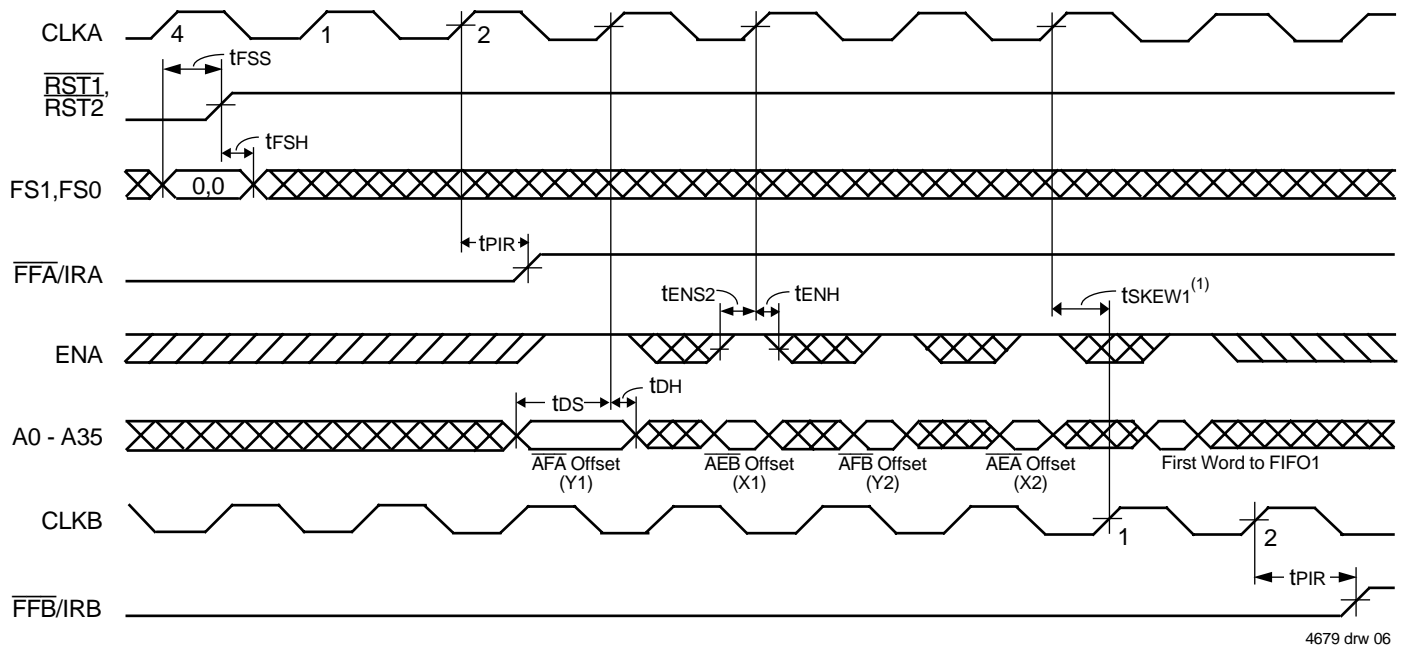 CLKA 4 1 2
tFSS
RST1,
RST2
tFSH
FS1,FS0 0,0
tPIR
FFA/IRA
tENS2 tENH tSKEW1(1)
ENA
tDS tDH
A0 - A35
AFA Offset AEB Offset AFB Offset AEA Offset First Word to FIFO1
(Y1) (X1) (Y2) (X2)
CLKB 1 2
tPIR
FFB/IRB
4679 drw 06